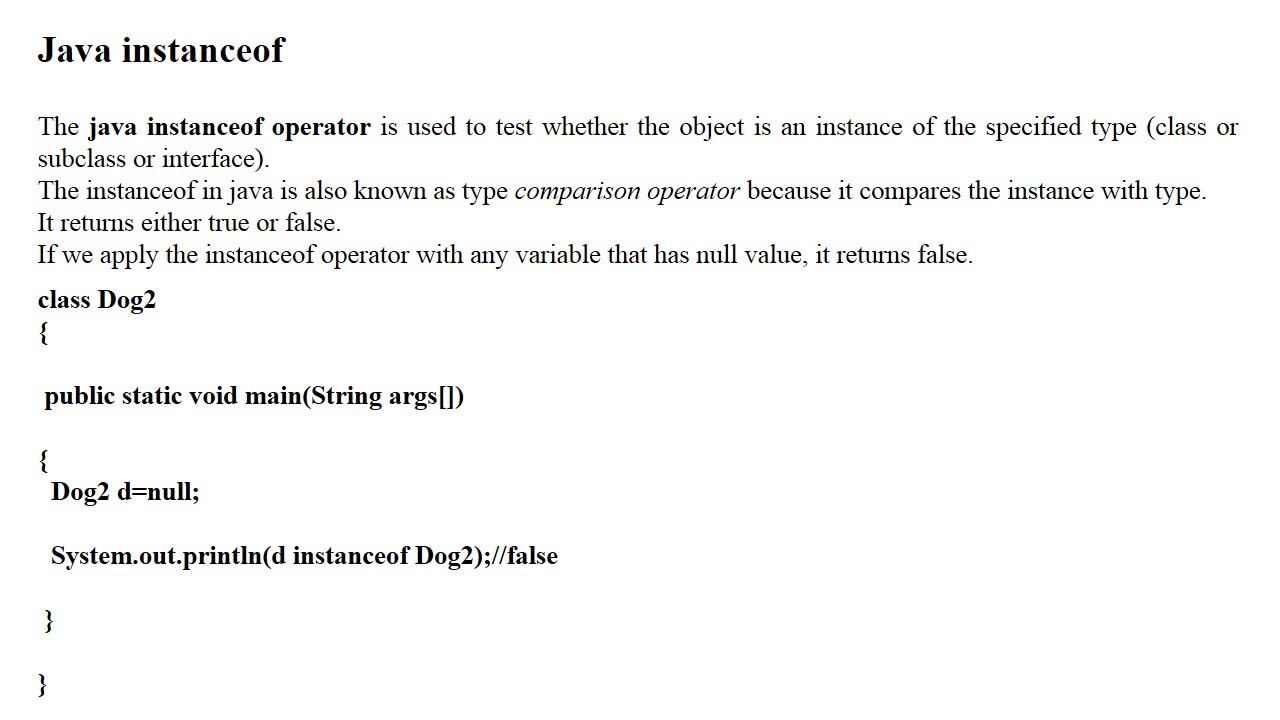 Java instanceof
The java instanceof operator is used to test whether the object is an instance of the specified type (class or
subclass or interface).
The instanceof in java is also known as type comparison operator because it compares the instance with type.
It returns either true or false.
If we apply the instanceof operator with any variable that has null value, it returns false.
class Dog2
{
public static void main(String args[])
{
Dog2 d=null;
System.out.println(d instanceof Dog2);//false
}
}